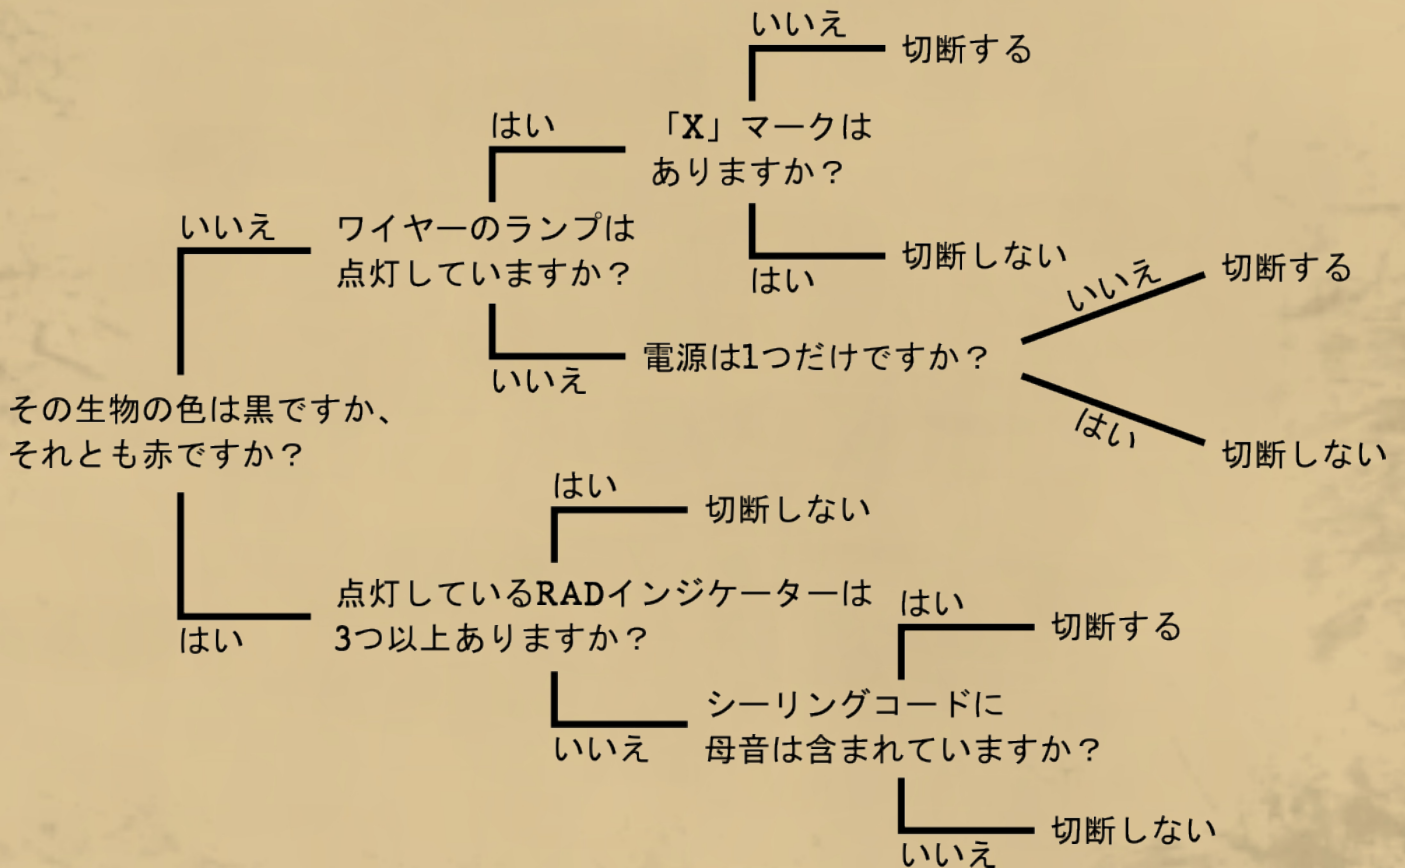 その生物の色は黒ですか、
それとも赤ですか？
いいえ
ワイヤーのランプは
点灯していますか？
はい
「X」マークは
ありますか？
いいえ
切断する
はい
切断しない
いいえ
電源は1つだけですか？
いいえ
切断する
はい
切断しない
はい
点灯しているRADインジケーターは
3つ以上ありますか？
はい
切断しない
いいえ
シーリングコードに
母音は含まれていますか？
はい
切断する
いいえ
切断しない